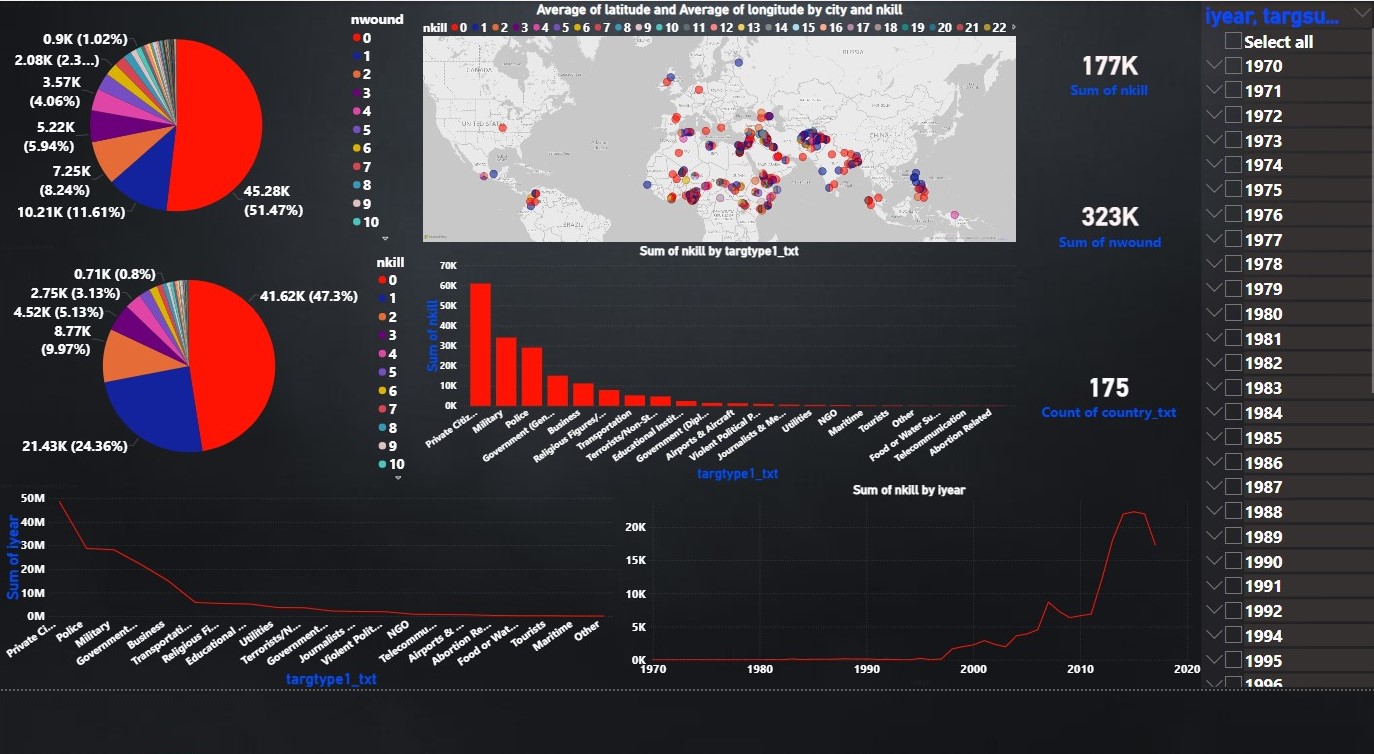 nwound
0
1
2
3
4
5
6
7
8
9
10
0.9K (1.02%)
2.08K (2.3...)
3.57K
(4.06%)
5.22K
(5.94%)
7.25K
(8.24%)
10.21K (11.61%)
45.28K
(51.47%)
Average of latitude and Average of longitude by city and nkill
nkill 0 1 2 3 4 5 6 7 8 9 10 11 12 13 14 15 16 17 18 19 20 21 22
CANADA
UNITED STATES
RUSSIA
CHINA
BRAZIL
177K
Sum of nkill
323K
Sum of nwound
175
Count of country_txt
nkill
0
1
2
3
4
5
6
7
8
9
10
0.71K (0.8%)
2.75K (3.13%)
4.52K (5.13%)
8.77K
(9.97%)
21.43K (24.36%)
41.62K (47.3%)
Sum of nkill by targtype1_txt
Sum of nkill
70K
60K
50K
40K
30K
20K
10K
0K
Private Citiz...
Military
Police
Government (Gen...
Business
Religious Figures/...
Transportation
Terrorists/Non-St...
Educational Instit...
Government (Dipl...
Airports & Aircraft
Violent Political P...
Journalists & Me...
Utilities
NGO
Maritime
Tourists
Other
Food or Water Su...
Telecommunication
Abortion Related
targtype1_txt
Sum of iyear
50M
40M
30M
20M
10M
0M
Private Ci...
Police
Military
Government...
Business
Transportati...
Religious Fi...
Educational ...
Utilities
Terrorists/N...
Government...
Journalists ...
Violent Polit...
NGO
Telecommu...
Airports & ...
Abortion Re...
Food or Wat...
Tourists
Maritime
Other
targtype1_txt
Sum of nkill by iyear
20K
15K
10K
5K
0K
1970 1980 1990 2000 2010 2020
iyear, targsu...
Select all
1970
1971
1972
1973
1974
1975
1976
1977
1978
1979
1980
1981
1982
1983
1984
1985
1986
1987
1988
1989
1990
1991
1992
1994
1995
1996